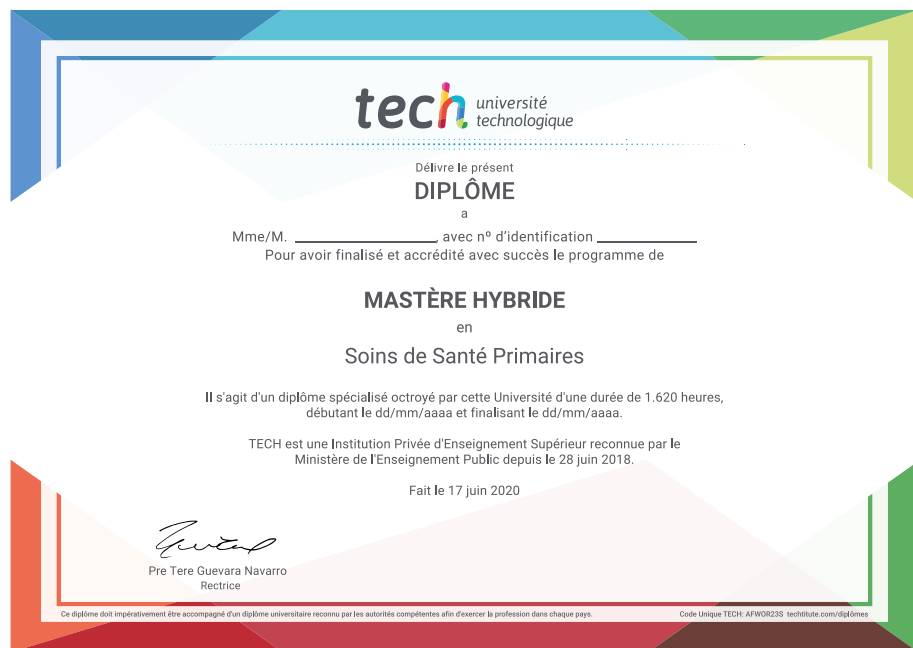 tech université
technologique
Délivre le présent
DIPLÔME
a
Mme/M. ________________, avec nº d'identification ____________
Pour avoir finalisé et accrédité avec succès le programme de
MASTÈRE HYBRIDE
en
Soins de Santé Primaires
Il s'agit d'un diplôme spécialisé octroyé par cette Université d'une durée de 1.620 heures,
débutant le dd/mm/aaaa et finalisant le dd/mm/aaaa.
TECH est une Institution Privée d'Enseignement Supérieur reconnue par le
Ministère de l'Enseignement Public depuis le 28 juin 2018.
Fait le 17 juin 2020
Pre Tere Guevara Navarro
Rectrice
Ce diplôme doit impérativement être accompagné d'un diplôme universitaire reconnu par les autorités compétentes afin d'exercer la profession dans chaque pays.
Code Unique TECH: AFWOR23S techtitute.com/diplômes